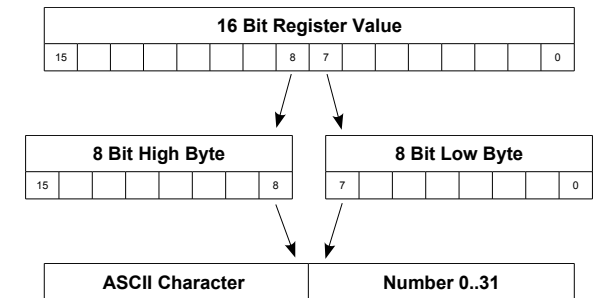 16 Bit Register Value
15 8 7 0
8 Bit High Byte 8 Bit Low Byte
15 8 7 0
ASCII Character Number 0..31